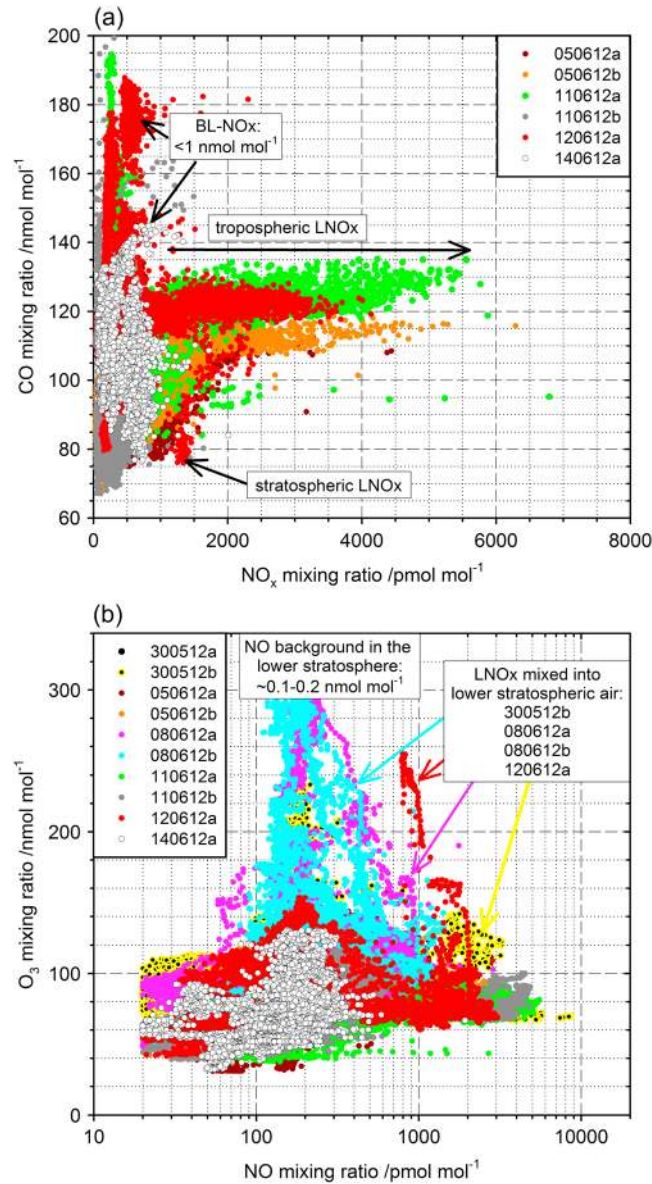 (a)
200
180
160
140
120
100
80
60
CO mixing ratio /nmol mol⁻¹
BL-NOx:
<1 nmol mol⁻¹
tropospheric LNOx
stratospheric LNOx
050612a
050612b
110612a
110612b
120612a
140612a
0
2000
4000
6000
8000
NOₓ mixing ratio /pmol mol⁻¹
(b)
300
200
100
0
O₃ mixing ratio /nmol mol⁻¹
300512a
300512b
050612a
050612b
080612a
080612b
110612a
110612b
120612a
140612a
NO background in the
lower stratosphere:
~0.1-0.2 nmol mol⁻¹
LNOx mixed into
lower stratospheric air:
300512b
080612a
080612b
120612a
10
100
1000
10000
NO mixing ratio /pmol mol⁻¹